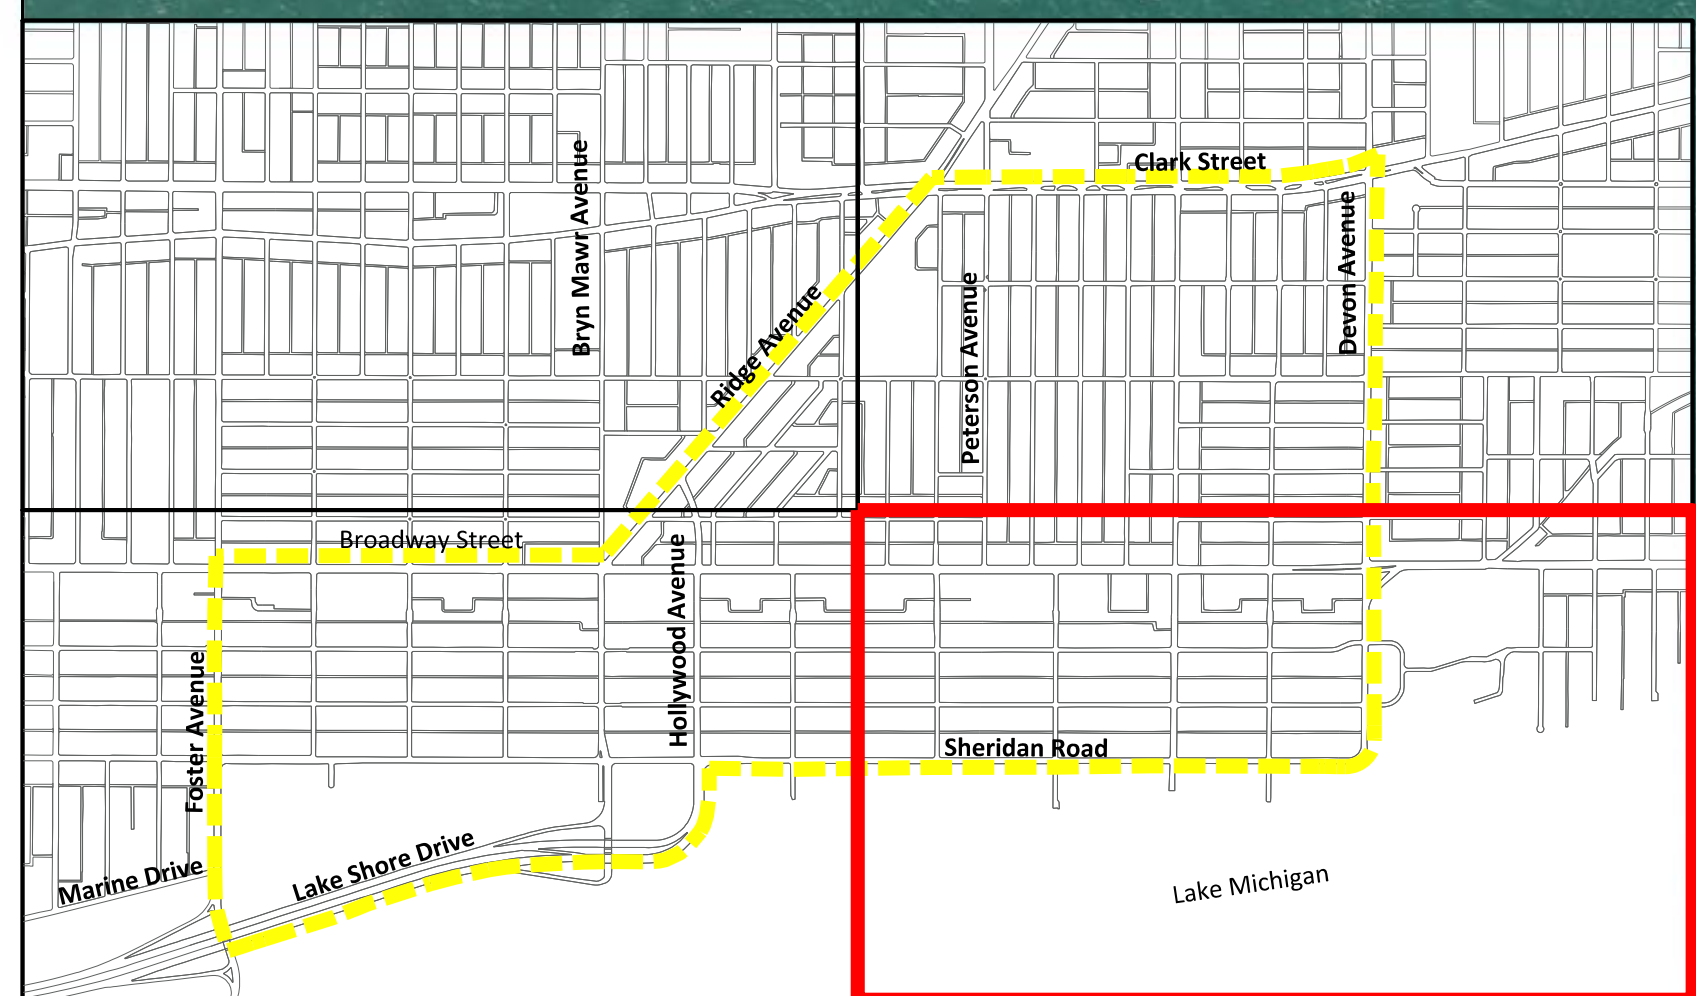 Clark Street
Bryn Mawr Avenue
Devon Avenue
Ridge Avenue
Peterson Avenue
Broadway Street
Hollywood Avenue
Foster Avenue
Sheridan Road
Lake Shore Drive
Marine Drive
Lake Michigan